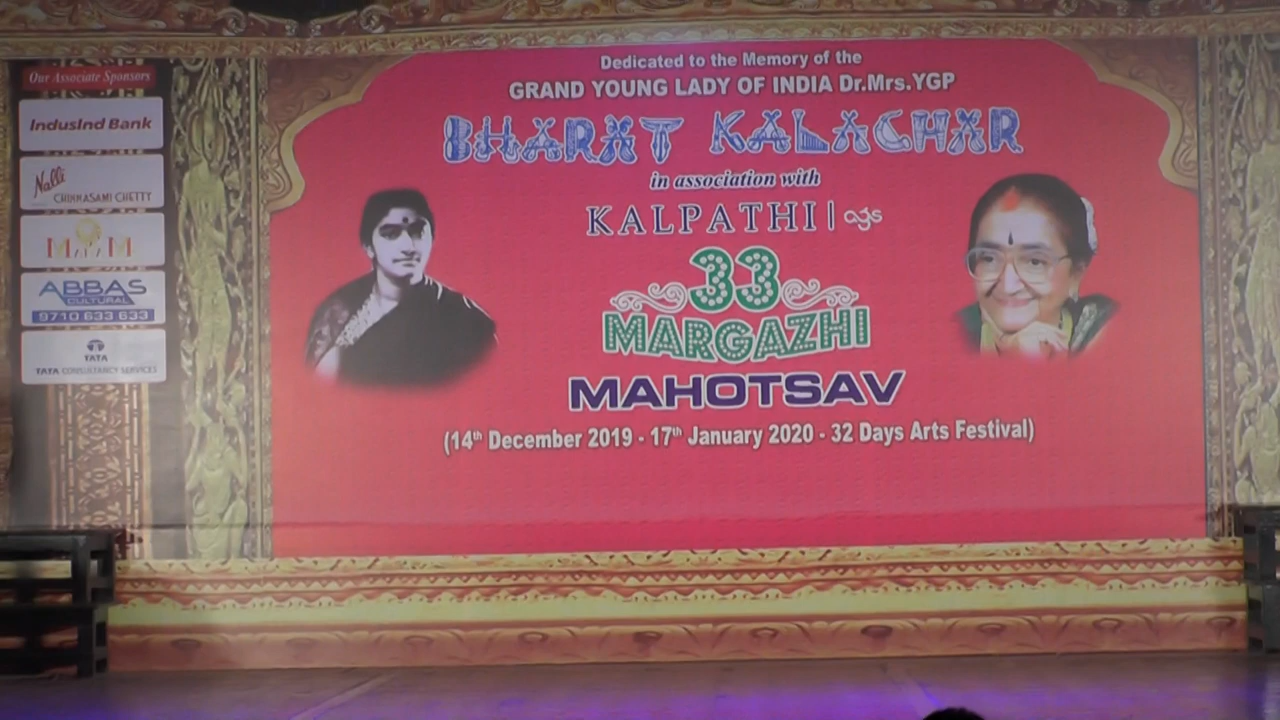 Our Associate Sponsors
IndusInd Bank
Nalli
CHINNASAMI CHETTY
M M
ABBAS
CULTURAL
9710 633 633
TATA
TATA CONSULTANCY SERVICES
Dedicated to the Memory of the
GRAND YOUNG LADY OF INDIA Dr.Mrs.YGP
BHARAT KALACHAR
in association with
KALPATHI |
33
MARGAZHI
MAHOTSAV
(14th December 2019 - 17th January 2020 - 32 Days Arts Festival)